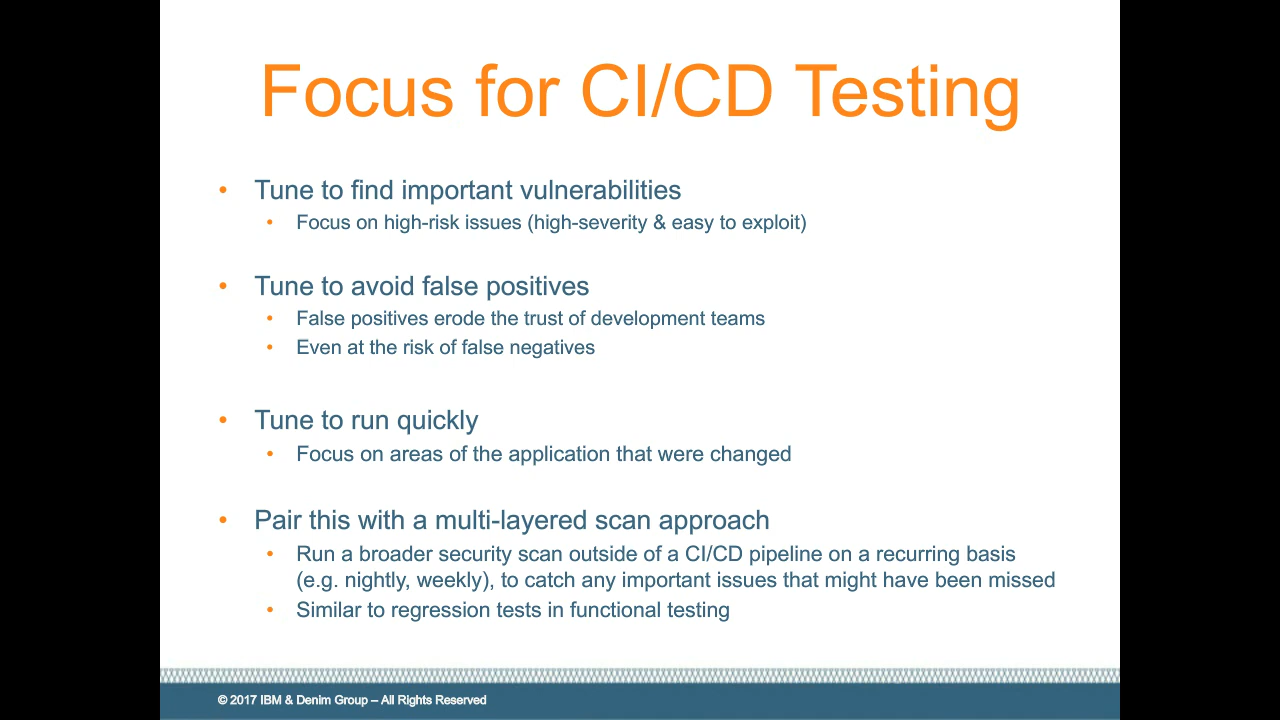 Focus for CI/CD Testing
• Tune to find important vulnerabilities
• Focus on high-risk issues (high-severity & easy to exploit)
• Tune to avoid false positives
• False positives erode the trust of development teams
• Even at the risk of false negatives
• Tune to run quickly
• Focus on areas of the application that were changed
• Pair this with a multi-layered scan approach
• Run a broader security scan outside of a CI/CD pipeline on a recurring basis
(e.g. nightly, weekly), to catch any important issues that might have been missed
• Similar to regression tests in functional testing
© 2017 IBM & Denim Group – All Rights Reserved